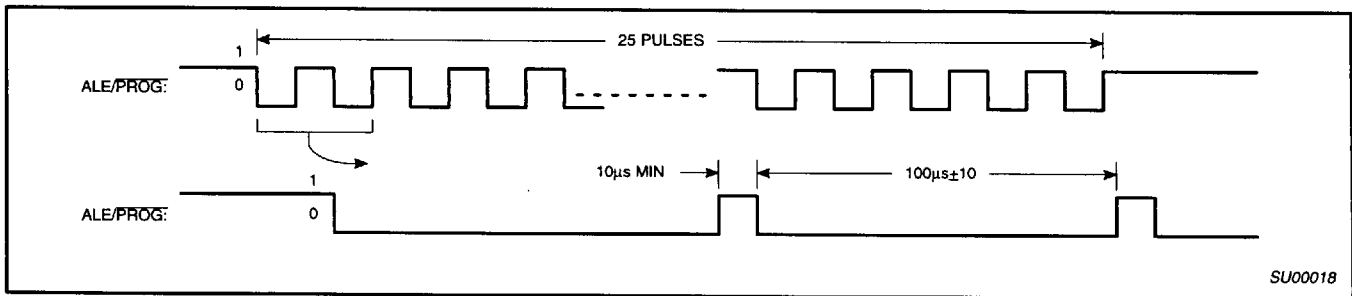 25 PULSES
1
ALE/PROG:
0
10µs MIN
100µs±10
1
ALE/PROG:
0
SU00018